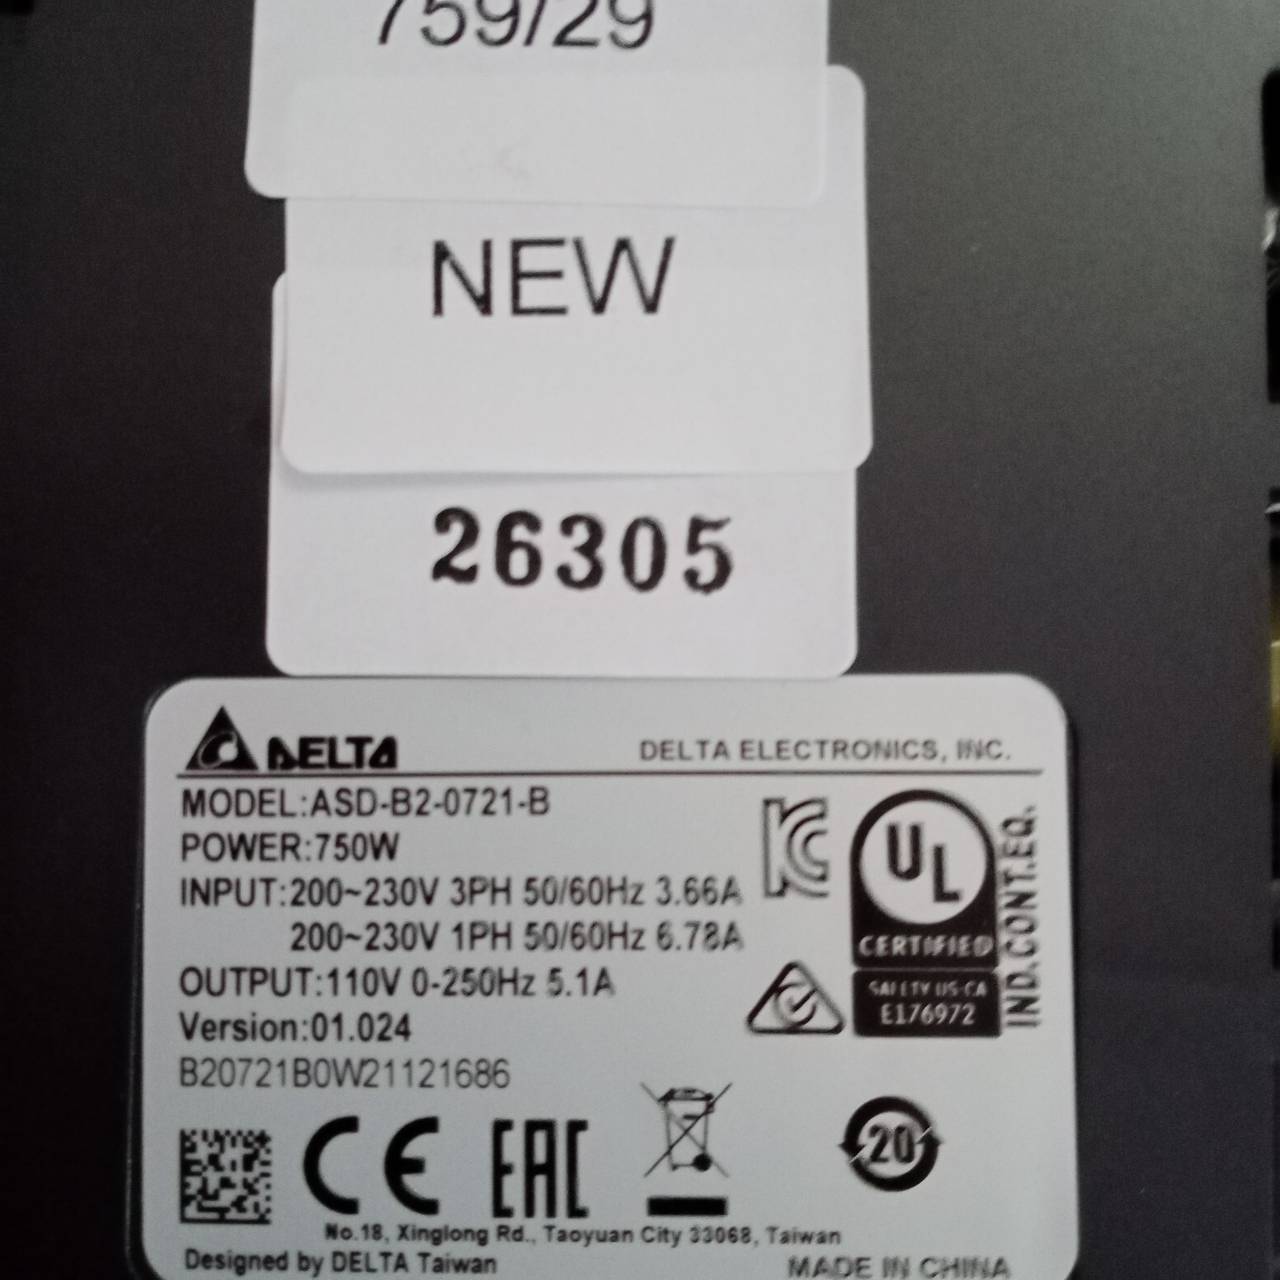 759/29
NEW
26305
DELTA
DELTA ELECTRONICS, INC.
MODEL:ASD-B2-0721-B
POWER:750W
INPUT:200~230V 3PH 50/60Hz 3.66A
200~230V 1PH 50/60Hz 6.78A
OUTPUT:110V 0-250Hz 5.1A
Version:01.024
B20721B0W21121686
UL
CERTIFIED
SAFETY US-CA
E176972
IND.CONT.EQ.
CE
EAC
20
No.18, Xinglong Rd., Taoyuan City 33068, Taiwan
Designed by DELTA Taiwan
MADE IN CHINA